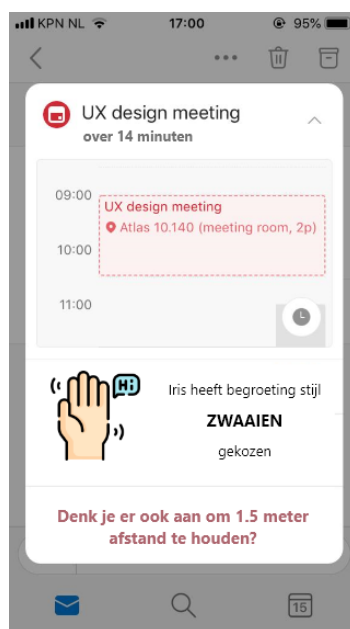 KPN NL 17:00 95%
UX design meeting
over 14 minuten
09:00
UX design meeting
Atlas 10.140 (meeting room, 2p)
10:00
11:00
Hi
Iris heeft begroeting stijl
ZWAAIEN
gekozen
Denk je er ook aan om 1.5 meter
afstand te houden?
15